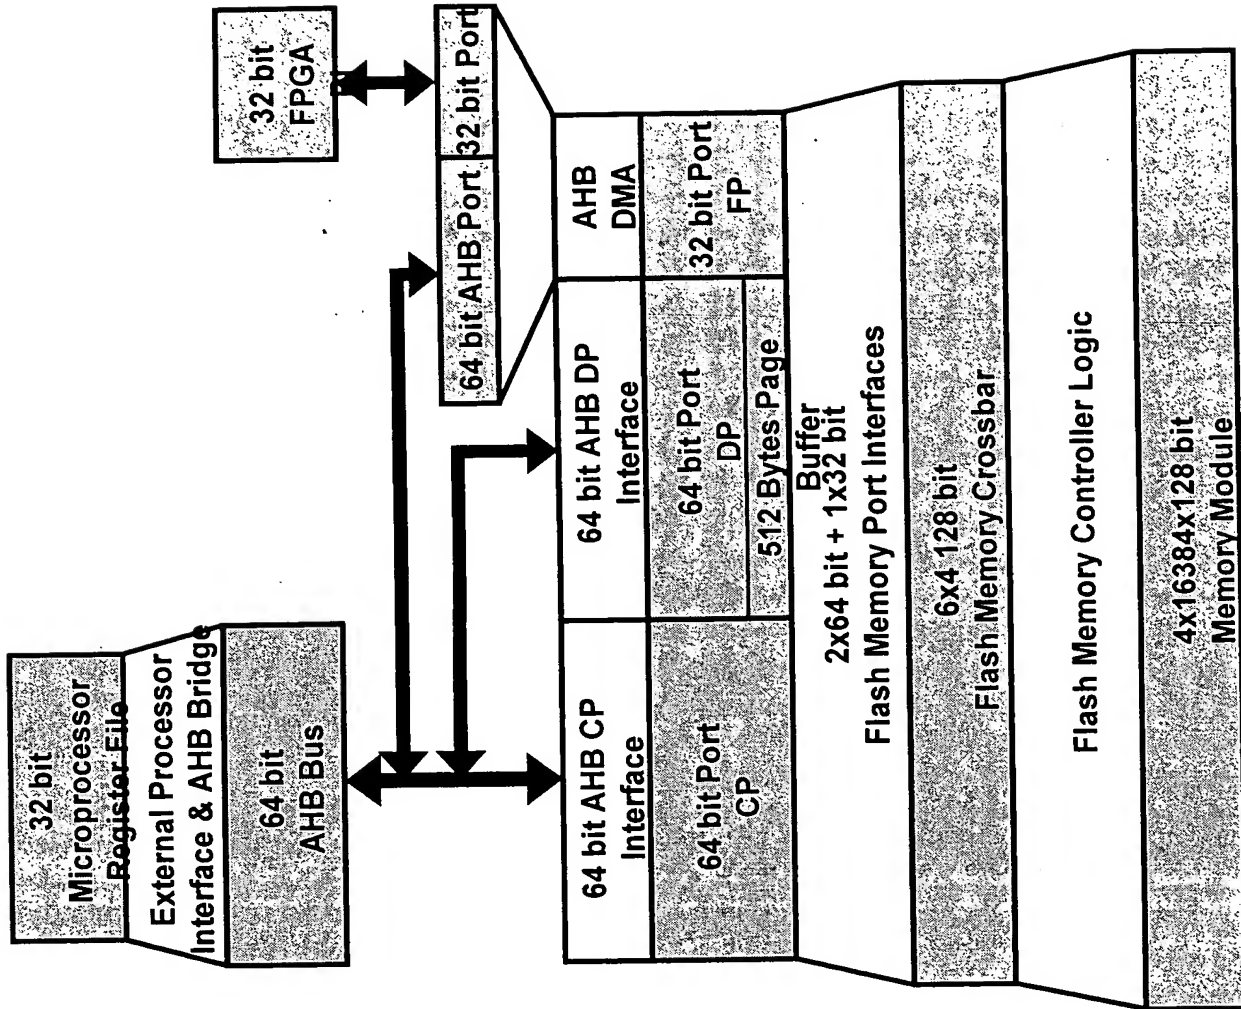 32 bit
Microprocessor
Register File
External Processor
Interface & AHB Bridge
64 bit
AHB Bus
32 bit
FPGA
64 bit AHB Port
32 bit Port
64 bit AHB CP
Interface
64 bit AHB DP
Interface
AHB
DMA
64 bit Port
CP
64 bit Port
DP
512 Bytes Page
Buffer
32 bit Port
FP
2x64 bit + 1x32 bit
Flash Memory Port Interfaces
6x4 128 bit
Flash Memory Crossbar
Flash Memory Controller Logic
4x16384x128 bit
Memory Module